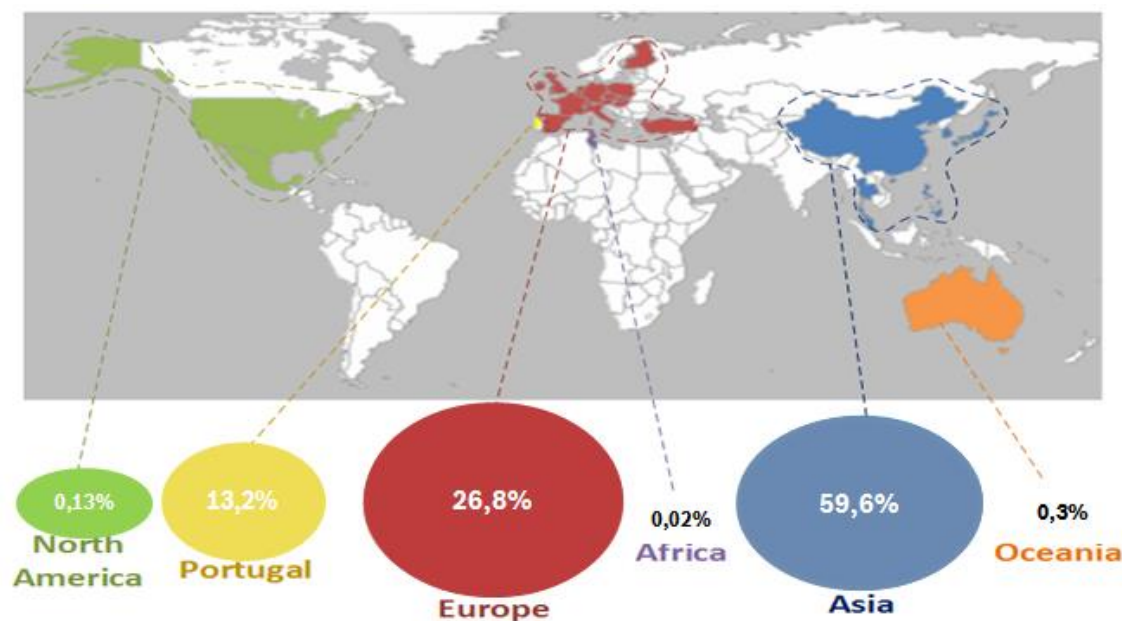 0,13%
North
America
13,2%
Portugal
26,8%
Europe
0,02%
Africa
59,6%
Asia
0,3%
Oceania